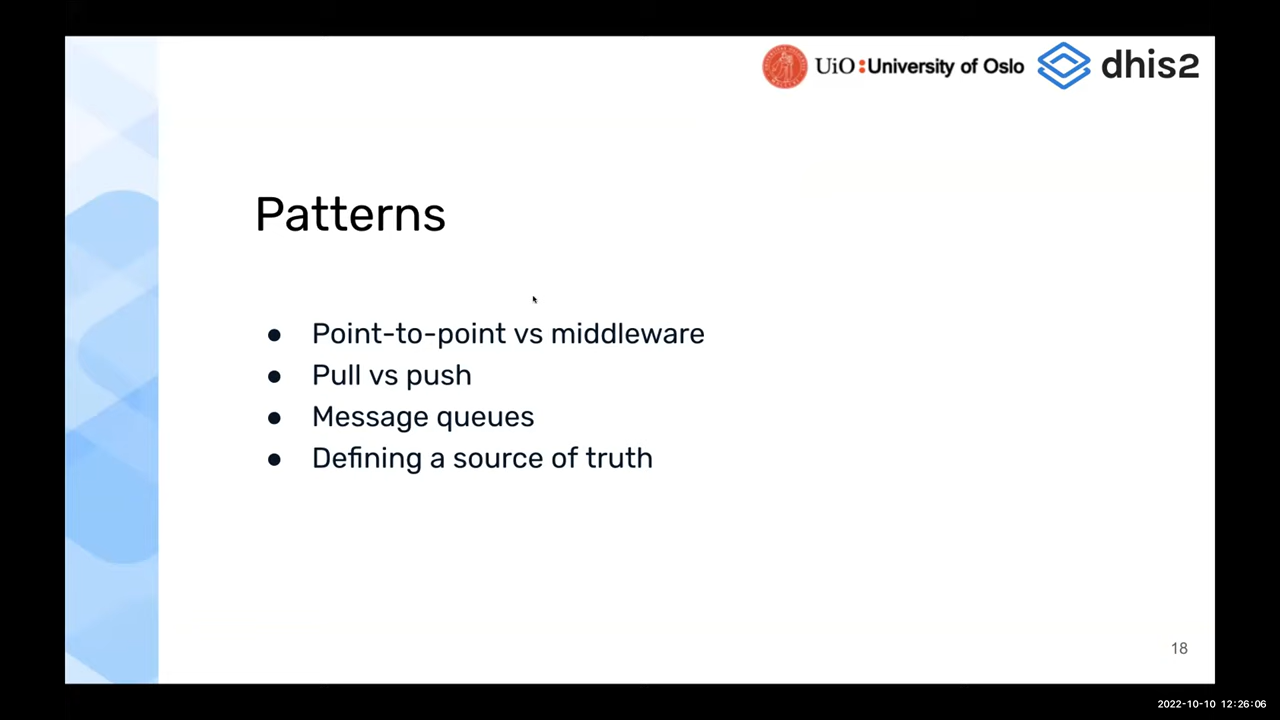 UiO:University of Oslo
dhis2
Patterns
● Point-to-point vs middleware
● Pull vs push
● Message queues
● Defining a source of truth
18
2022-10-10 12:26:06